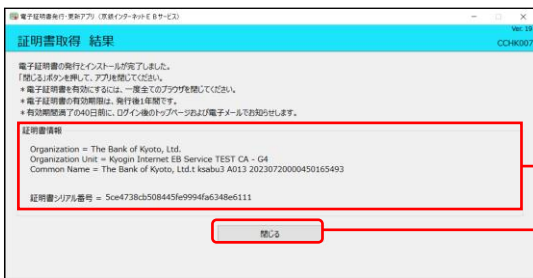 電子証明書発行・更新アプリ（京銀インターネットＥＢサービス）
Ver. 19
証明書取得 結果
CCHK007
電子証明書の発行とインストールが完了しました。
「閉じる」ボタンを押して、アプリを閉じてください。
＊電子証明書を有効にするには、一度全てのブラウザを閉じてください。
＊電子証明書の有効期限は、発行後1年間です。
＊有効期間満了の40日前に、ログイン後のトップページおよび電子メールでお知らせします。
証明書情報
Organization = The Bank of Kyoto, Ltd.
Organization Unit = Kyogin Internet EB Service TEST CA - G4
Common Name = The Bank of Kyoto, Ltd.t ksabu3 A013 20230720000450165493
証明書シリアル番号 = 5ce4738cb508445fe9994fa6348e6111
閉じる